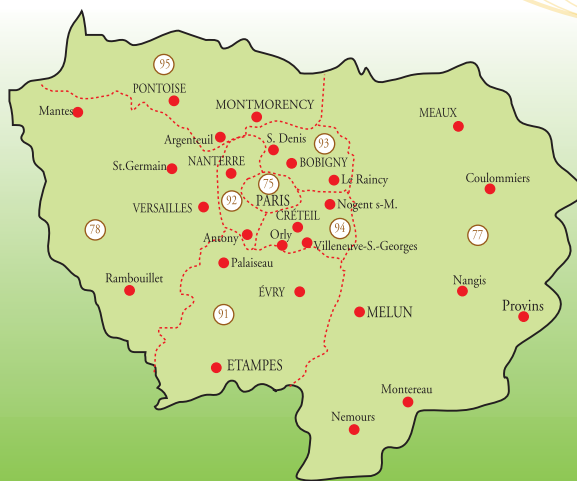 95
PONTOISE
Mantes
MONTMORENCY
MEAUX
Argenteuil
S. Denis
93
NANTERRE
BOBIGNY
St.Germain
Le Raincy
75
Coulommiers
92
PARIS
Nogent s-M.
VERSAILLES
CRÉTEIL
78
94
77
Antony
Orly
Villeneuve-S.-Georges
Palaiseau
Rambouillet
ÉVRY
Nangis
Provins
91
MELUN
ETAMPES
Montereau
Nemours